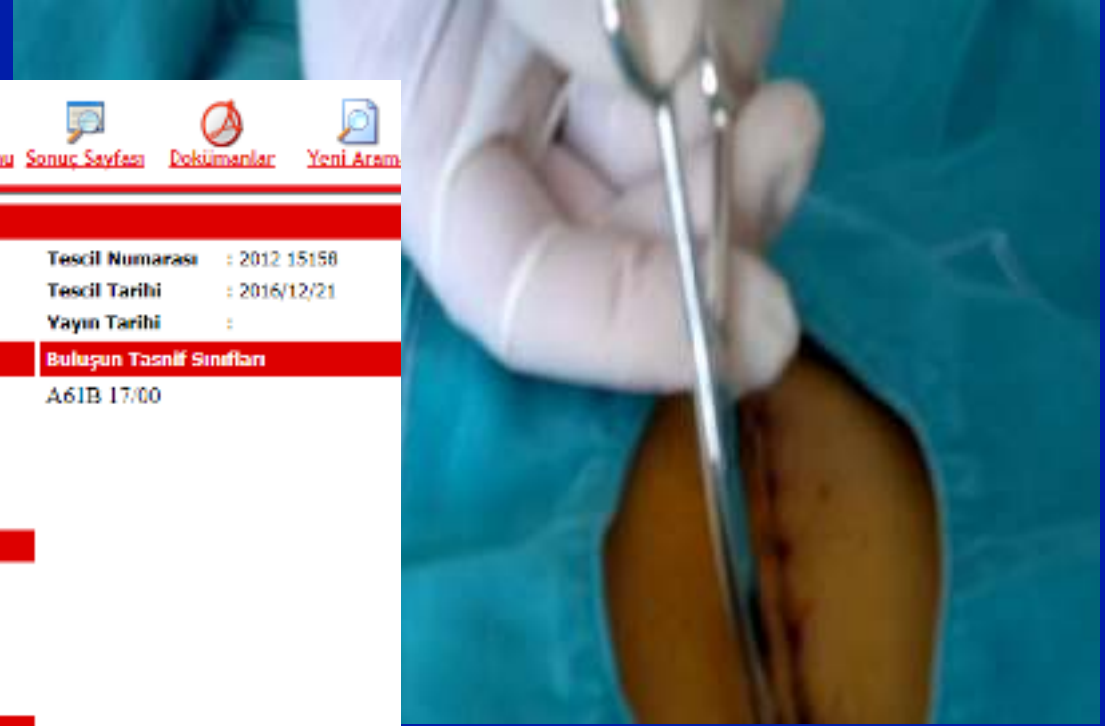 Sonuç Sayfası Dokümanlar Yeni Aram
Tescil Numarası : 2012 15158
Tescil Tarihi : 2016/12/21
Yayın Tarihi :
Buluşun Tasnif Sınıfları
A61B 17/00